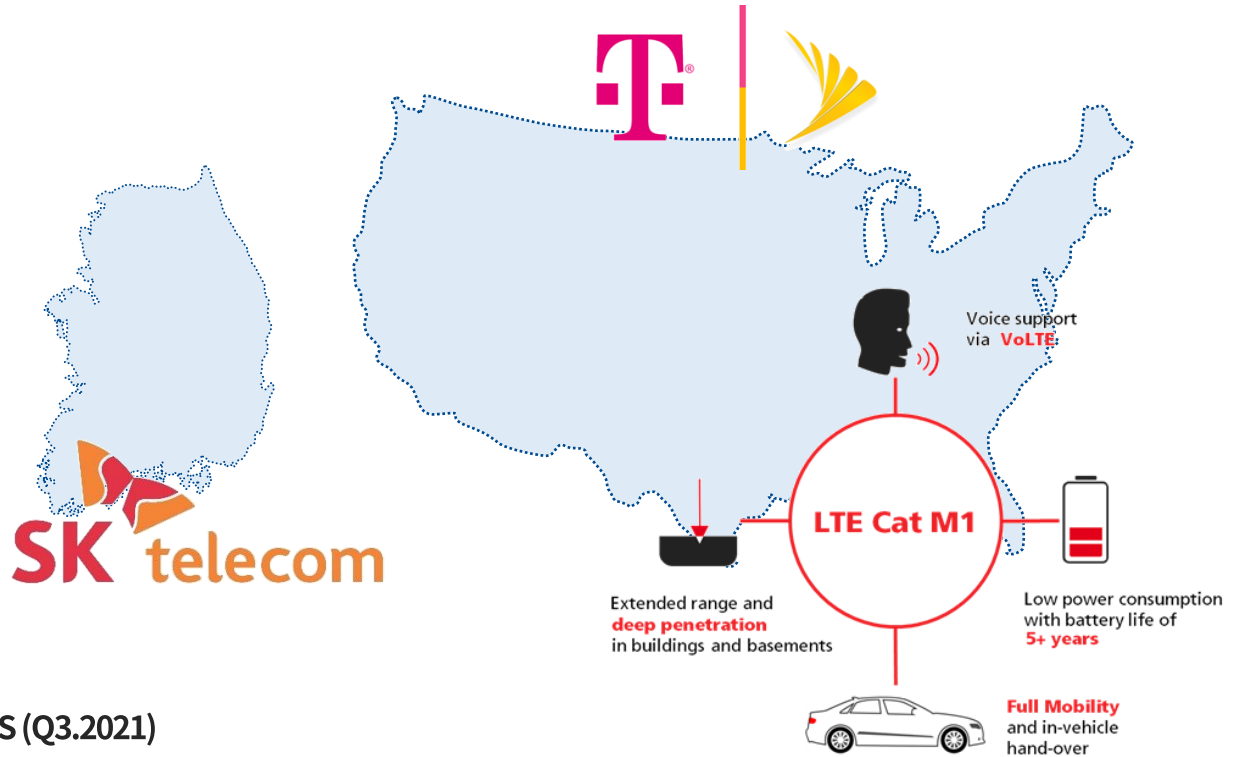 T®
Voice support
via VoLTE
LTE Cat M1
SK telecom
Extended range and
deep penetration
in buildings and basements
Low power consumption
with battery life of
5+ years
Full Mobility
and in-vehicle
hand-over
S (Q3.2021)